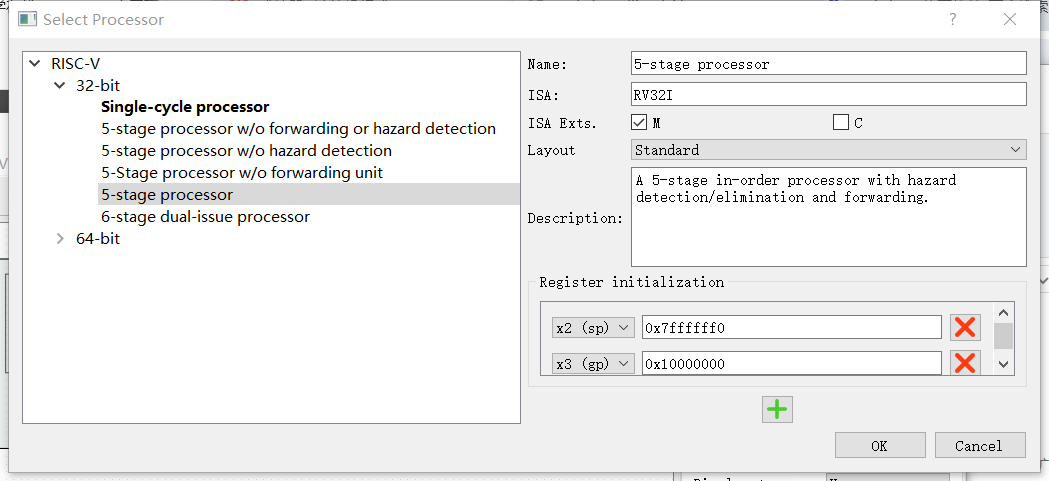 Select Processor
?
RISC-V
32-bit
Single-cycle processor
5-stage processor w/o forwarding or hazard detection
5-stage processor w/o hazard detection
5-Stage processor w/o forwarding unit
5-stage processor
6-stage dual-issue processor
64-bit
Name: 5-stage processor
ISA: RV32I
ISA Exts. M C
Layout Standard
Description: A 5-stage in-order processor with hazard
detection/elimination and forwarding.
Register initialization
x2 (sp) 0x7ffffff0
x3 (gp) 0x10000000
OK Cancel